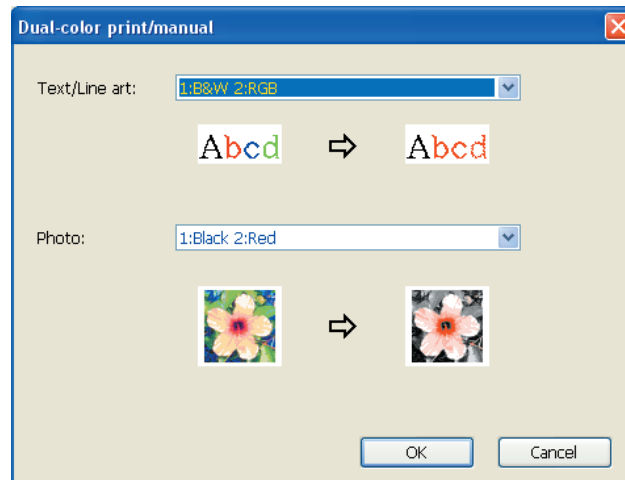 Dual-color print/manual
Text/Line art: 1:B&W 2:RGB
Abcd ⇨ Abcd
Photo: 1:Black 2:Red
OK Cancel